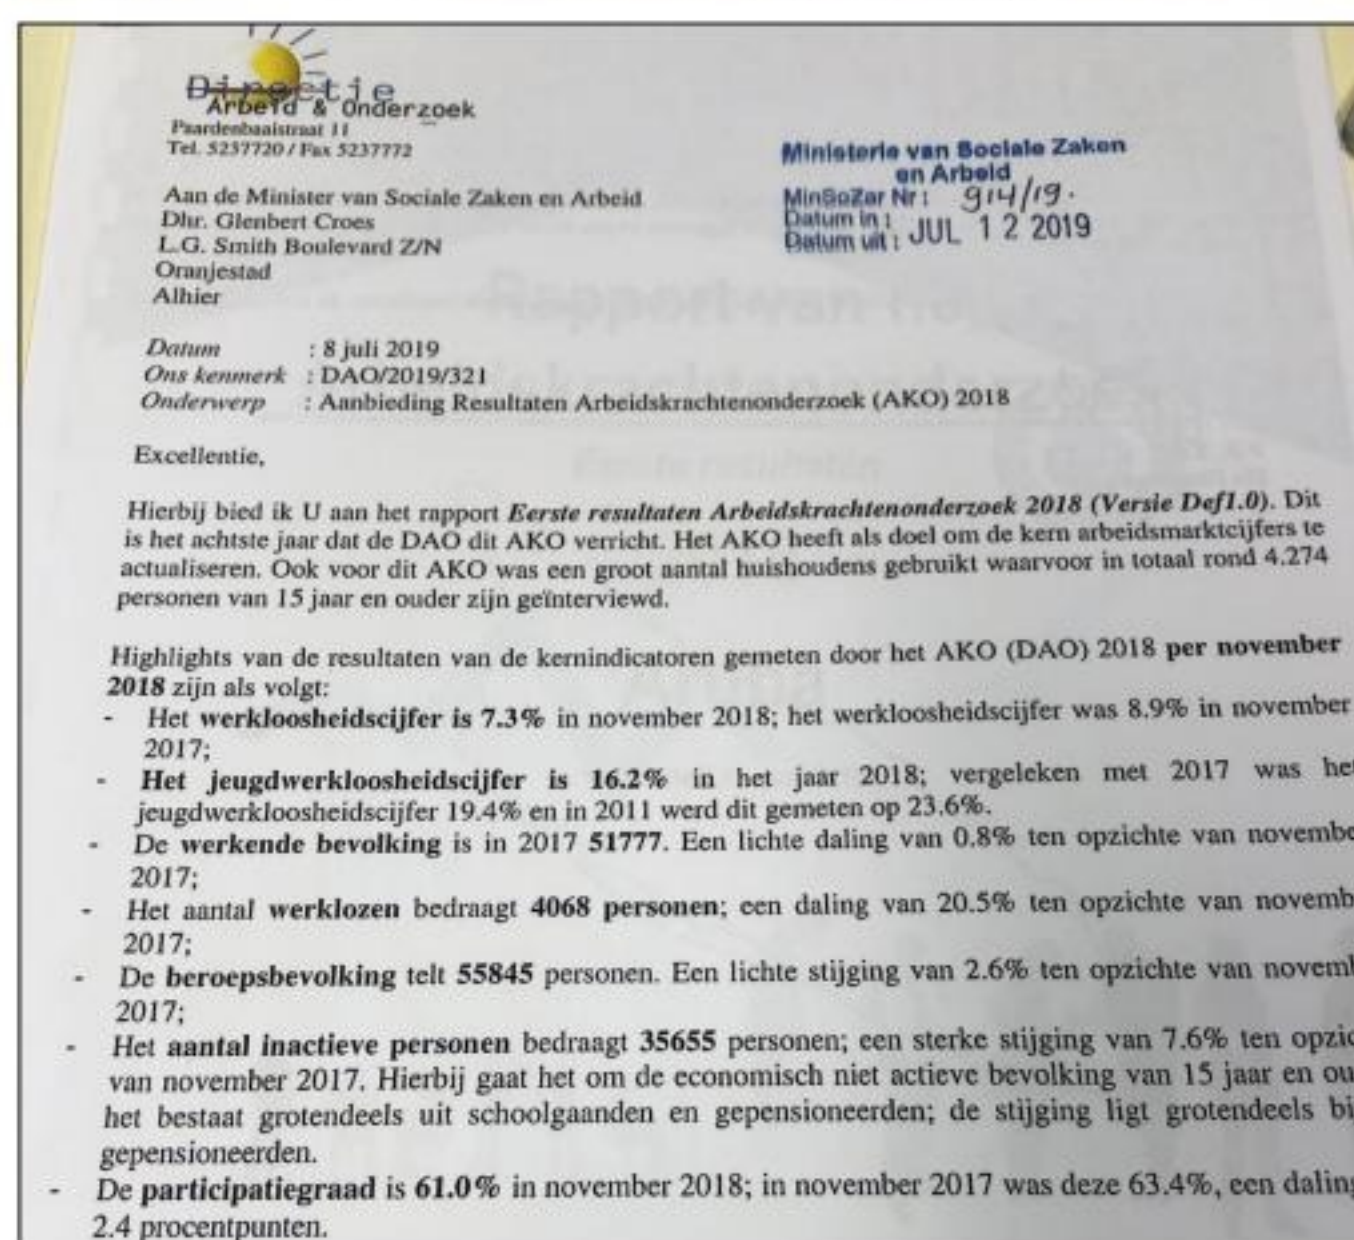 Directie
Arbeid & Onderzoek
Paardenbaaistraat 11
Tel. 5237720 / Fax 5237772
Ministerie van Sociale Zaken
en Arbeid
MinSoZar Nr : 914/19.
Datum in :
Datum uit : JUL 12 2019
Aan de Minister van Sociale Zaken en Arbeid
Dhr. Glenbert Croes
L.G. Smith Boulevard Z/N
Oranjestad
Alhier
Datum : 8 juli 2019
Ons kenmerk : DAO/2019/321
Onderwerp : Aanbieding Resultaten Arbeidskrachtenonderzoek (AKO) 2018
Excellentie,
Hierbij bied ik U aan het rapport Eerste resultaten Arbeidskrachtenonderzoek 2018 (Versie Def1.0). Dit
is het achtste jaar dat de DAO dit AKO verricht. Het AKO heeft als doel om de kern arbeidsmarktcijfers te
actualiseren. Ook voor dit AKO was een groot aantal huishoudens gebruikt waarvoor in totaal rond 4.274
personen van 15 jaar en ouder zijn geïnterviewd.
Highlights van de resultaten van de kernindicatoren gemeten door het AKO (DAO) 2018 per november
2018 zijn als volgt:
- Het werkloosheidscijfer is 7.3% in november 2018; het werkloosheidscijfer was 8.9% in november
2017;
- Het jeugdwerkloosheidscijfer is 16.2% in het jaar 2018; vergeleken met 2017 was he
jeugdwerkloosheidscijfer 19.4% en in 2011 werd dit gemeten op 23.6%.
- De werkende bevolking is in 2017 51777. Een lichte daling van 0.8% ten opzichte van novembe
2017;
- Het aantal werklozen bedraagt 4068 personen; een daling van 20.5% ten opzichte van novemb
2017;
- De beroepsbevolking telt 55845 personen. Een lichte stijging van 2.6% ten opzichte van novem
2017;
- Het aantal inactieve personen bedraagt 35655 personen; een sterke stijging van 7.6% ten opzic
van november 2017. Hierbij gaat het om de economisch niet actieve bevolking van 15 jaar en ou
het bestaat grotendeels uit schoolgaanden en gepensioneerden; de stijging ligt grotendeels bi
gepensioneerden.
- De participatiegraad is 61.0% in november 2018; in november 2017 was deze 63.4%, een daling
2.4 procentpunten.